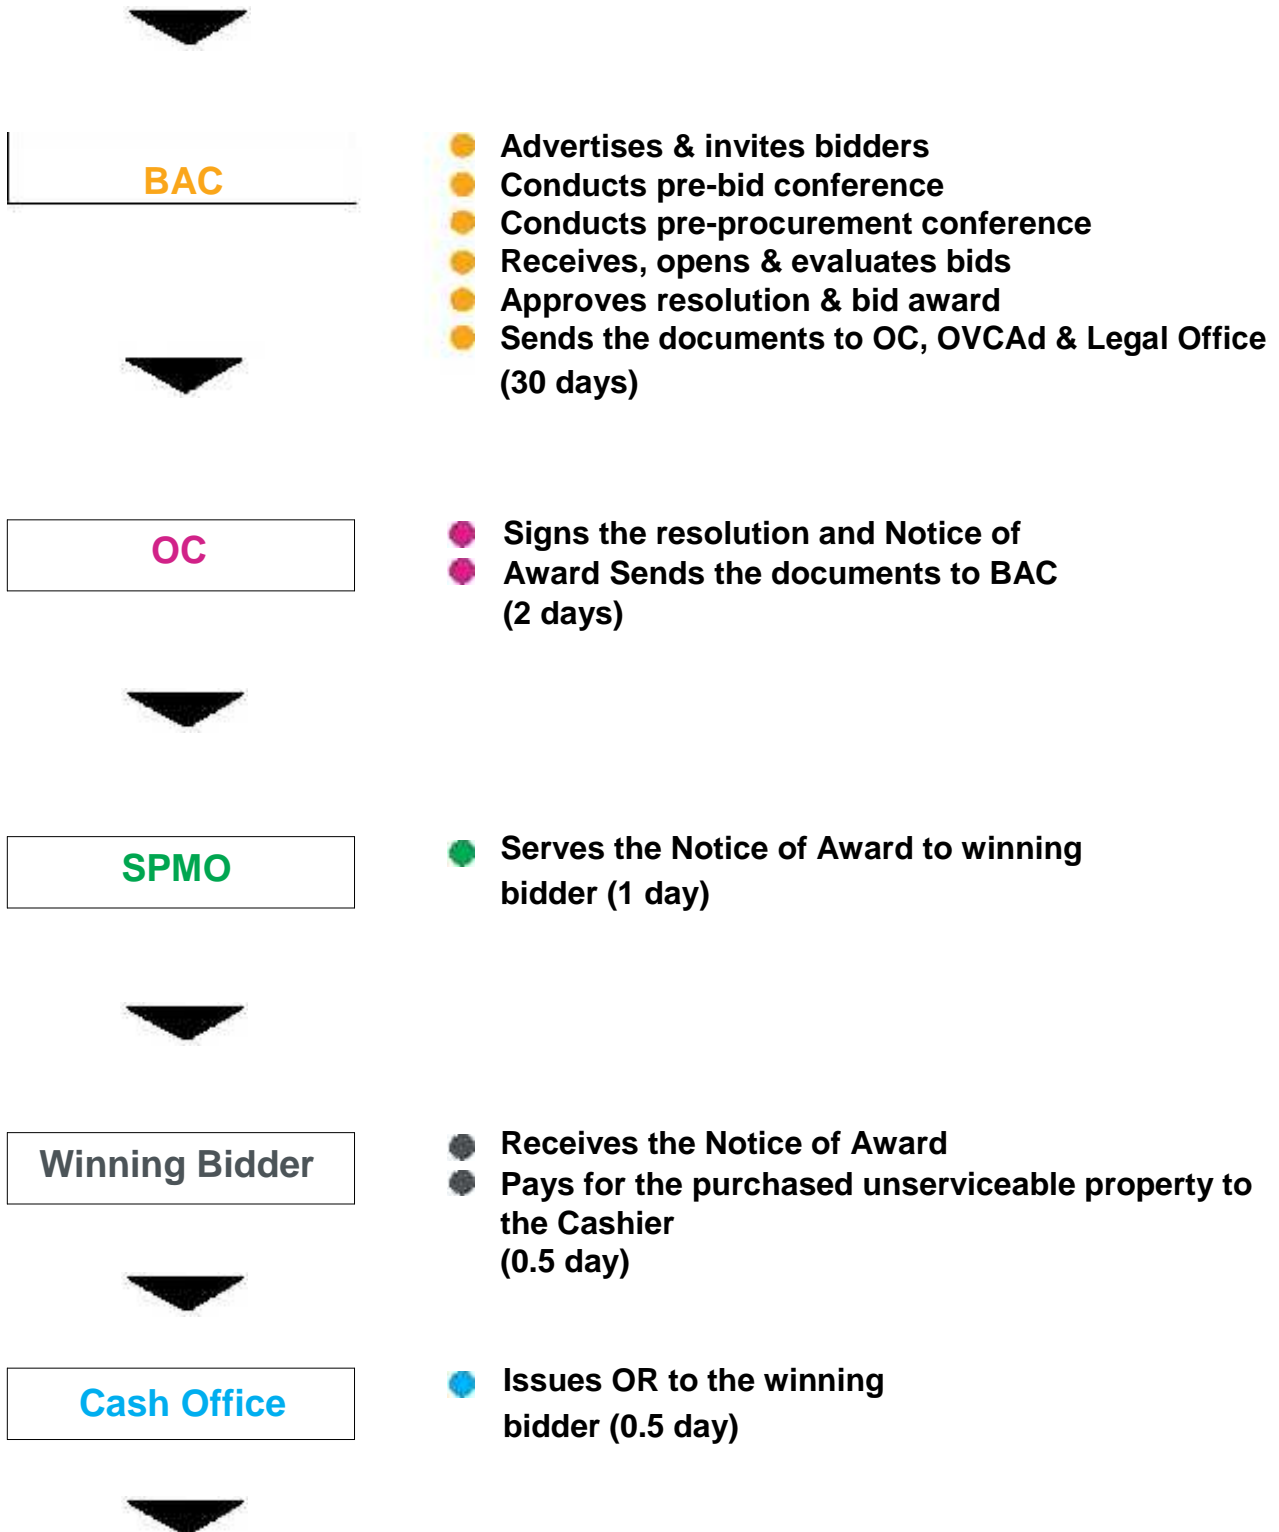 BAC
Advertises & invites bidders
Conducts pre-bid conference
Conducts pre-procurement conference
Receives, opens & evaluates bids
Approves resolution & bid award
Sends the documents to OC, OVCAd & Legal Office
(30 days)
OC
Signs the resolution and Notice of
Award Sends the documents to BAC
(2 days)
SPMO
Serves the Notice of Award to winning
bidder (1 day)
Winning Bidder
Receives the Notice of Award
Pays for the purchased unserviceable property to
the Cashier
(0.5 day)
Cash Office
Issues OR to the winning
bidder (0.5 day)